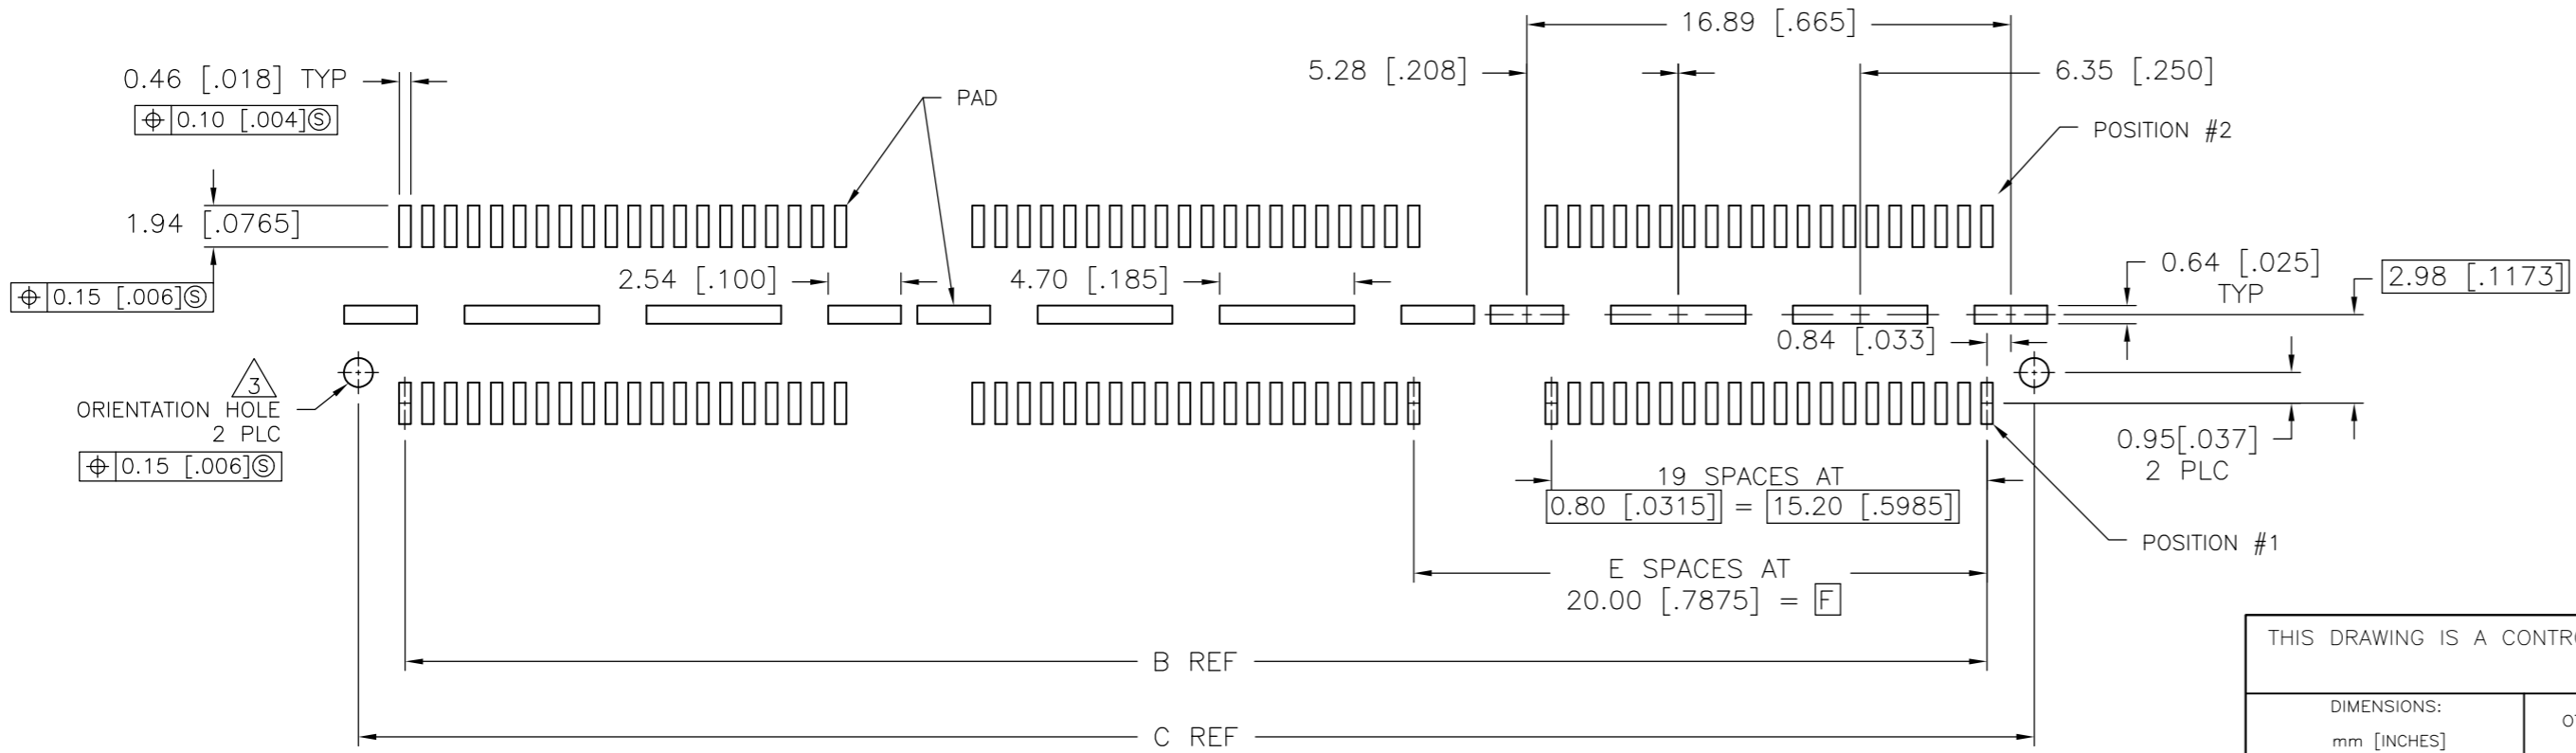 16.89 [.665]
0.46 [.018] TYP
5.28 [.208]
6.35 [.250]
⌖ 0.10 [.004]Ⓢ
PAD
POSITION #2
1.94 [.0765]
⌖ 0.15 [.006]Ⓢ
2.54 [.100]
4.70 [.185]
0.64 [.025]
TYP
2.98 [.1173]
0.84 [.033]
3
ORIENTATION HOLE
2 PLC
⌖ 0.15 [.006]Ⓢ
0.95[.037]
2 PLC
19 SPACES AT
0.80 [.0315] = 15.20 [.5985]
POSITION #1
E SPACES AT
20.00 [.7875] = F
B REF
C REF
THIS DRAWING IS A
DIMENSIONS:
mm [INCHES]